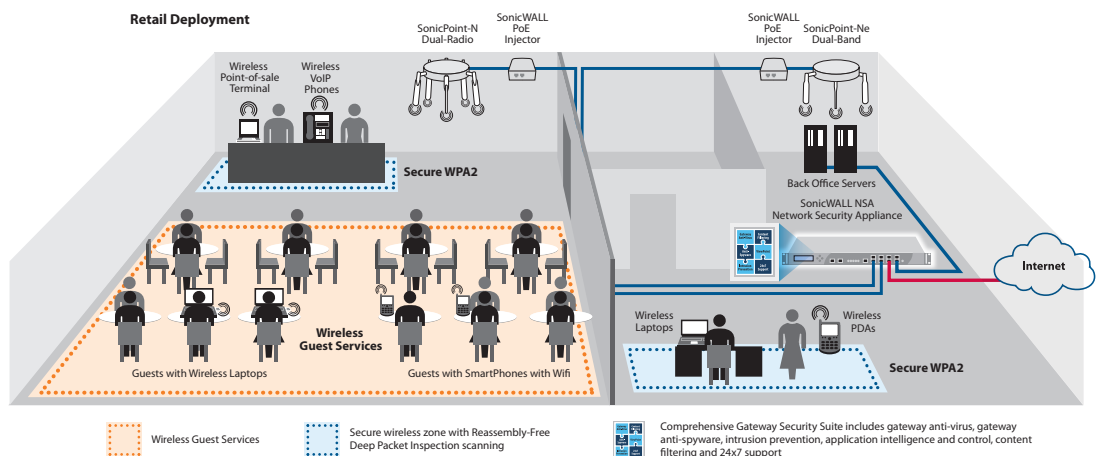 Retail Deployment
SonicPoint-N
Dual-Radio
SonicWALL
PoE
Injector
SonicWALL
PoE
Injector
SonicPoint-Ne
Dual-Band
Wireless
Point-of-sale
Terminal
Wireless
VoIP
Phones
Secure WPA2
Back Office Servers
SonicWALL NSA
Network Security Appliance
Internet
Wireless
Guest Services
Guests with Wireless Laptops
Guests with SmartPhones with Wifi
Wireless
Laptops
Wireless
PDAs
Secure WPA2
Wireless Guest Services
Secure wireless zone with Reassembly-Free
Deep Packet Inspection scanning
Comprehensive Gateway Security Suite includes gateway anti-virus, gateway
anti-spyware, intrusion prevention, application intelligence and control, content
filtering and 24x7 support